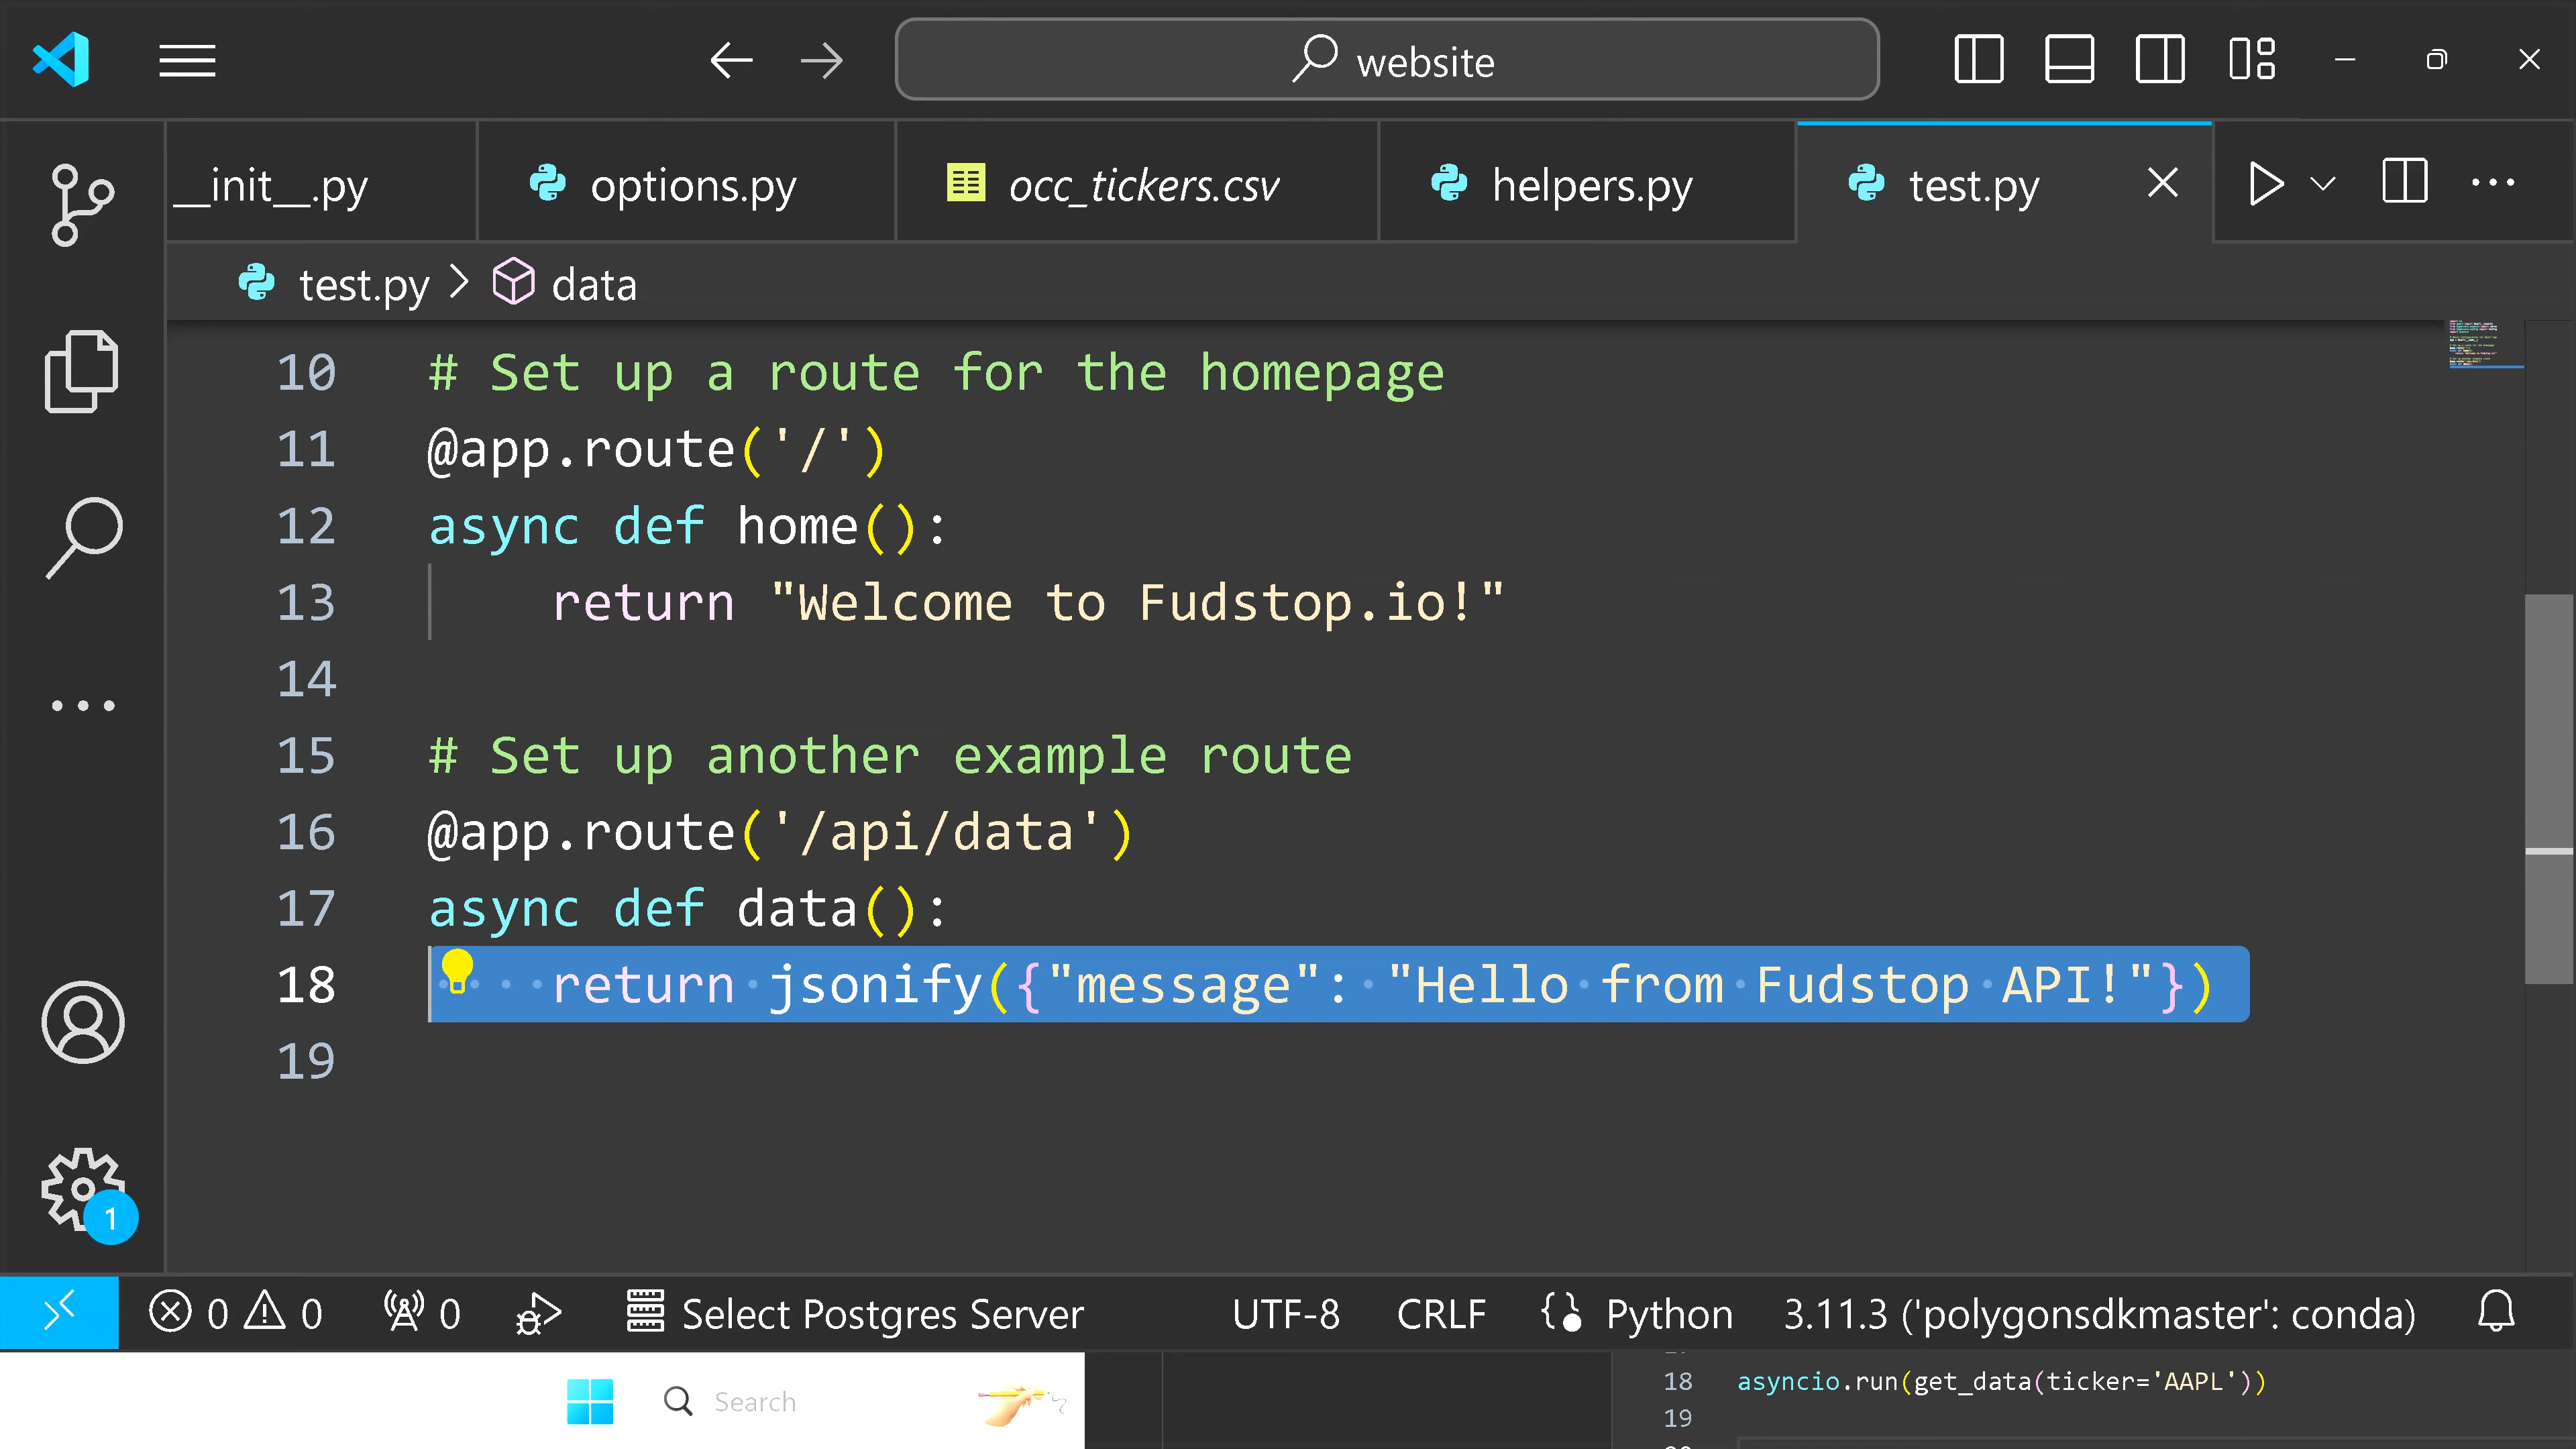 website
__init__.py
options.py
occ_tickers.csv
helpers.py
test.py
test.py > data
10 # Set up a route for the homepage
11 @app.route('/')
12 async def home():
13 return "Welcome to Fudstop.io!"
14
15 # Set up another example route
16 @app.route('/api/data')
17 async def data():
18 return jsonify({"message": "Hello from Fudstop API!"})
19
1
0 0 0 Select Postgres Server UTF-8 CRLF Python 3.11.3 ('polygonsdkmaster': conda)
Search
18 asyncio.run(get_data(ticker='AAPL'))
19